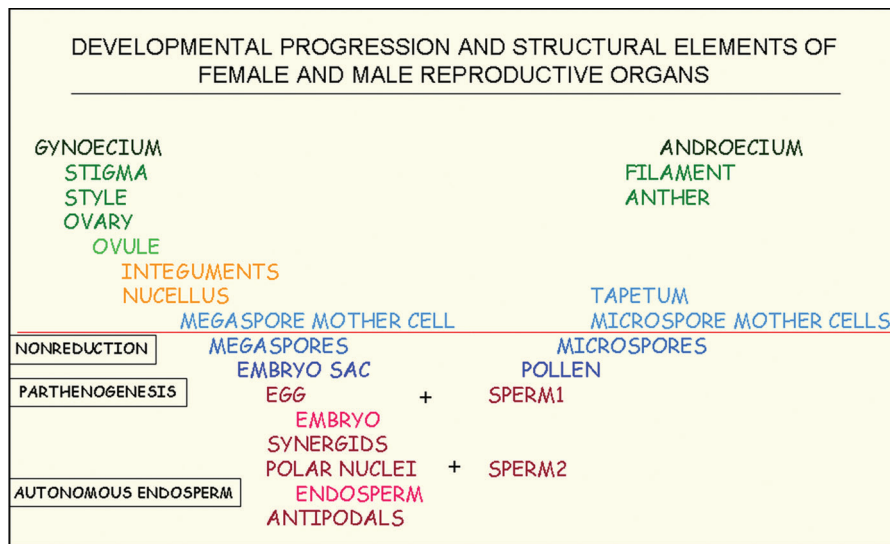 DEVELOPMENTAL PROGRESSION AND STRUCTURAL ELEMENTS OF
FEMALE AND MALE REPRODUCTIVE ORGANS
GYNOECIUM ANDROECIUM
STIGMA FILAMENT
STYLE ANTHER
OVARY
OVULE
INTEGUMENTS
NUCELLUS TAPETUM
MEGASPORE MOTHER CELL MICROSPORE MOTHER CELLS
NONREDUCTION MEGASPORES MICROSPORES
EMBRYO SAC POLLEN
PARTHENOGENESIS EGG + SPERM1
EMBRYO
SYNERGIDS
POLAR NUCLEI + SPERM2
AUTONOMOUS ENDOSPERM ENDOSPERM
ANTIPODALS